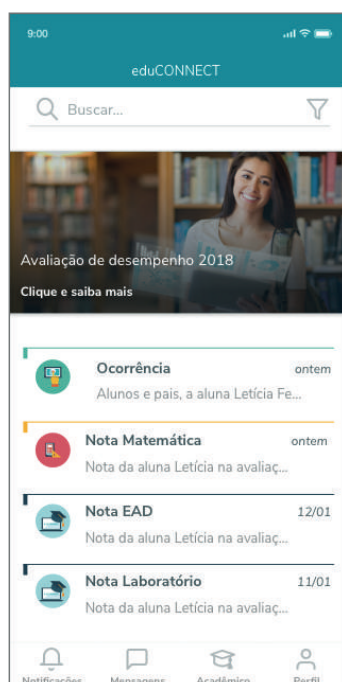 9:00
eduCONNECT
Buscar...
Avaliação de desempenho 2018
Clique e saiba mais
Ocorrência ontem
Alunos e pais, a aluna Letícia Fe...
Nota Matemática ontem
Nota da aluna Letícia na avaliaç...
Nota EAD 12/01
Nota da aluna Letícia na avaliaç...
Nota Laboratório 11/01
Nota da aluna Letícia na avaliaç...
Notificações Mensagens Acadêmico Perfil